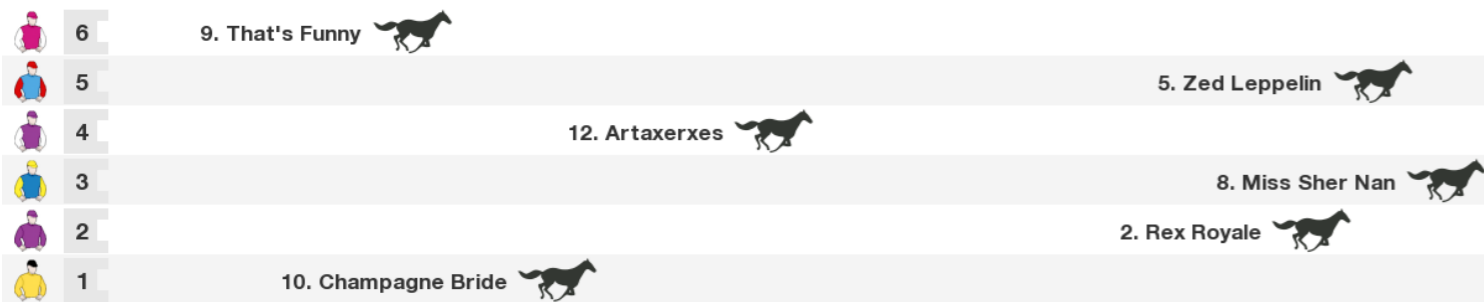 6 9. That's Funny
5 5. Zed Leppelin
4 12. Artaxerxes
3 8. Miss Sher Nan
2 2. Rex Royale
1 10. Champagne Bride